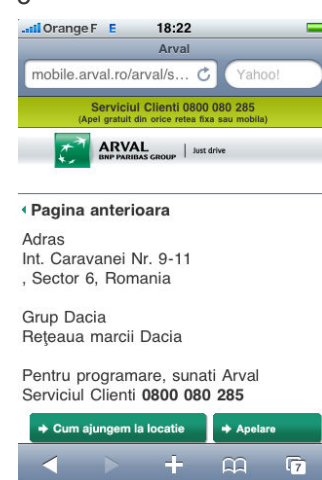 Orange F E 18:22
Arval
mobile.arval.ro/arval/s... Yahoo!
Serviciul Clienti 0800 080 285
(Apel gratuit din orice retea fixa sau mobila)
ARVAL
BNP PARIBAS GROUP
Just drive
Pagina anterioara
Adras
Int. Caravanei Nr. 9-11
, Sector 6, Romania
Grup Dacia
Reţeaua marcii Dacia
Pentru programare, sunati Arval
Serviciul Clienti 0800 080 285
Cum ajungem la locatie Apelare
7